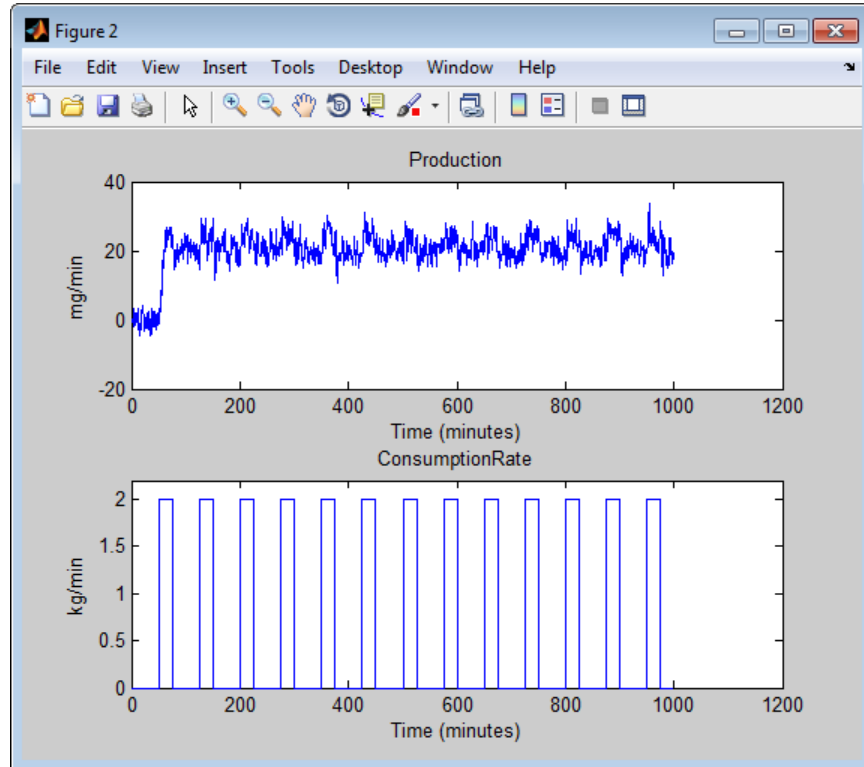 Figure 2
File Edit View Insert Tools Desktop Window Help
Production
40
20
0
-20
mg/min
0 200 400 600 800 1000 1200
Time (minutes)
ConsumptionRate
2
1.5
1
0.5
0
kg/min
0 200 400 600 800 1000 1200
Time (minutes)